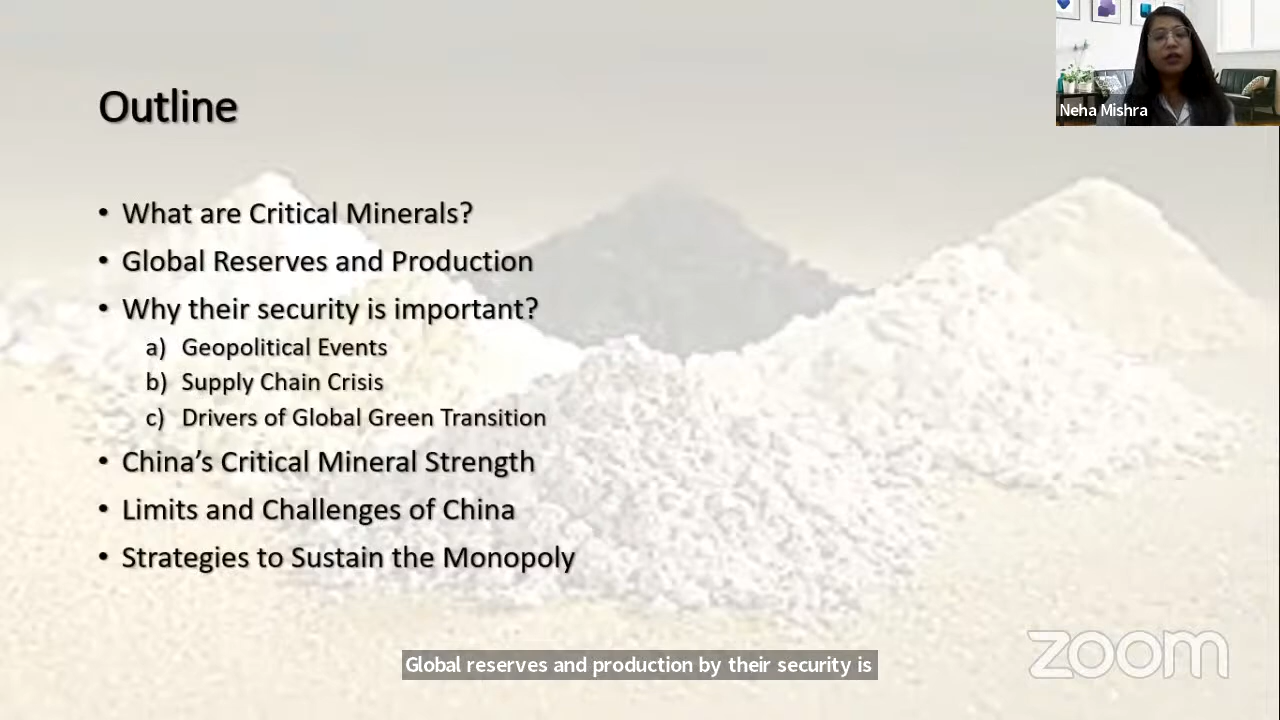 Outline
Neha Mishra
• What are Critical Minerals?
• Global Reserves and Production
• Why their security is important?
a) Geopolitical Events
b) Supply Chain Crisis
c) Drivers of Global Green Transition
• China’s Critical Mineral Strength
• Limits and Challenges of China
• Strategies to Sustain the Monopoly
Global reserves and production by their security is
zoom